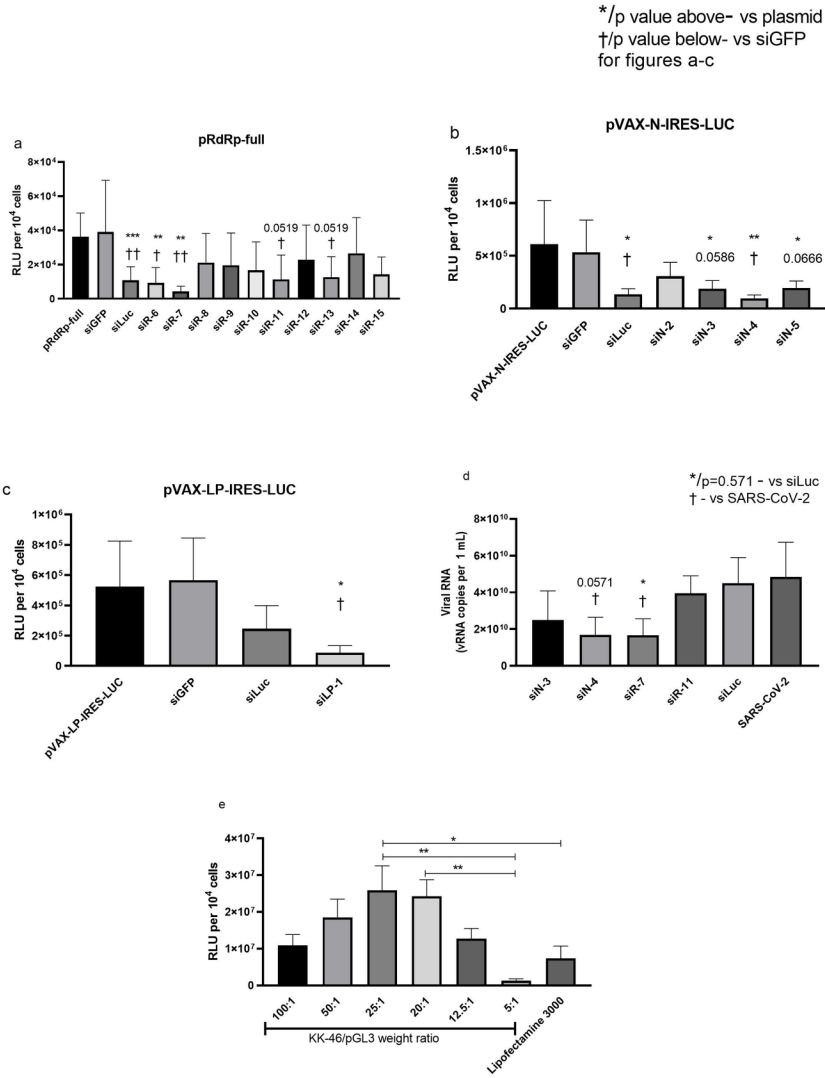 */p value above- vs plasmid
†/p value below- vs siGFP
for figures a-c
a
pRdRp-full
RLU per 10⁴ cells
8×10⁴
6×10⁴
4×10⁴
2×10⁴
0
*** ** ** 0.0519 0.0519
†† † †† † †
pRdRp-full siGFP siLuc siR-6 siR-7 siR-8 siR-9 siR-10 siR-11 siR-12 siR-13 siR-14 siR-15
b
pVAX-N-IRES-LUC
RLU per 10⁴ cells
1.5×10⁶
1×10⁶
5×10⁵
0
* * ** *
† 0.0586 † 0.0666
pVAX-N-IRES-LUC siGFP siLuc siN-2 siN-3 siN-4 siN-5
c
pVAX-LP-IRES-LUC
RLU per 10⁴ cells
1×10⁶
8×10⁵
6×10⁵
4×10⁵
2×10⁵
0
*
†
pVAX-LP-IRES-LUC siGFP siLuc siLP-1
d
*/p=0.571 - vs siLuc
† - vs SARS-CoV-2
Viral RNA
(vRNA copies per 1 mL)
8×10¹⁰
6×10¹⁰
4×10¹⁰
2×10¹⁰
0
0.0571 *
† †
siN-3 siN-4 siR-7 siR-11 siLuc SARS-CoV-2
e
RLU per 10⁴ cells
4×10⁷
3×10⁷
2×10⁷
1×10⁷
0
*
**
**
100:1 50:1 25:1 20:1 12.5:1 5:1 Lipofectamine 3000
KK-46/pGL3 weight ratio